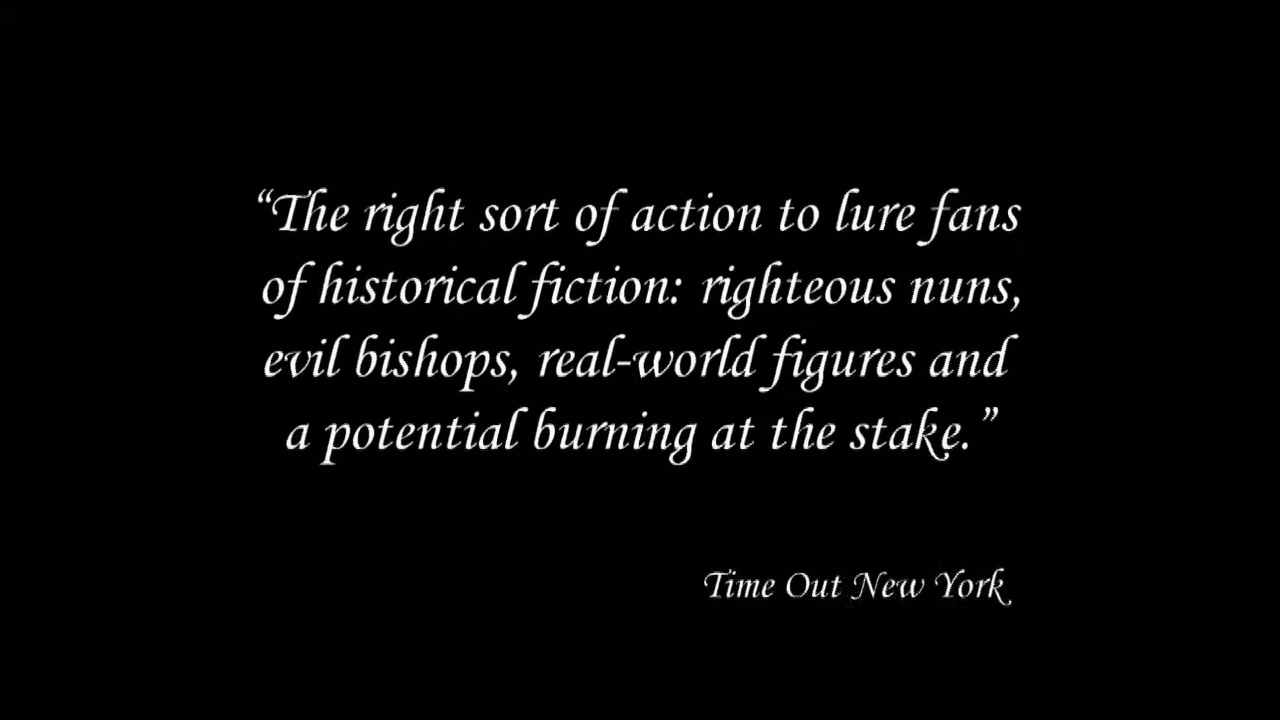 “The right sort of action to lure fans
of historical fiction: righteous nuns,
evil bishops, real-world figures and
a potential burning at the stake.”
Time Out New York